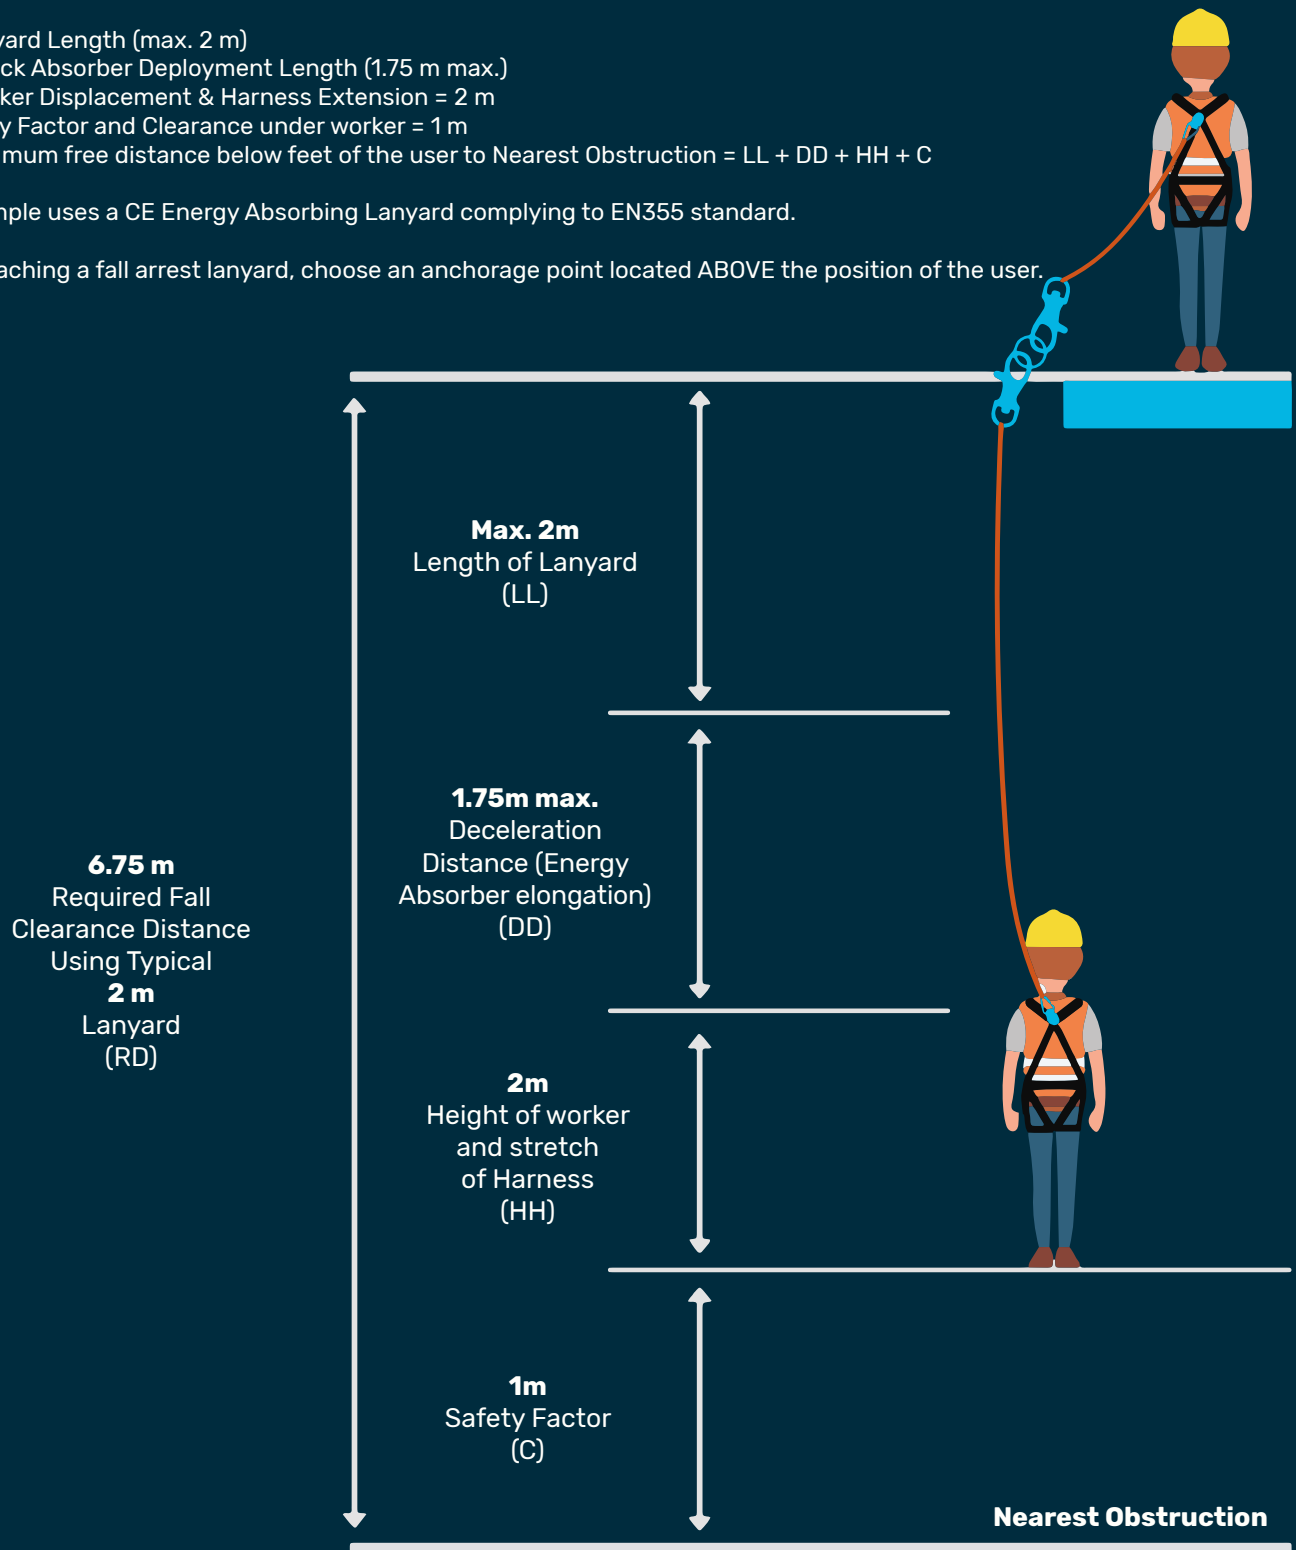 yard Length (max. 2 m)
ck Absorber Deployment Length (1.75 m max.)
ker Displacement & Harness Extension = 2 m
y Factor and Clearance under worker = 1 m
mum free distance below feet of the user to Nearest Obstruction = LL + DD + HH + C
mple uses a CE Energy Absorbing Lanyard complying to EN355 standard.
aching a fall arrest lanyard, choose an anchorage point located ABOVE the position of the user.
Max. 2m
Length of Lanyard
(LL)
1.75m max.
Deceleration
Distance (Energy
Absorber elongation)
(DD)
6.75 m
Required Fall
Clearance Distance
Using Typical
2 m
Lanyard
(RD)
2m
Height of worker
and stretch
of Harness
(HH)
1m
Safety Factor
(C)
Nearest Obstruction